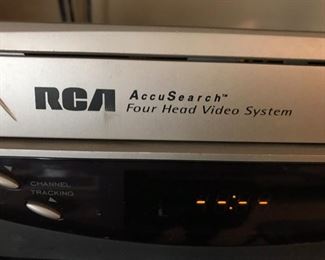 RCA AccuSearch™
Four Head Video System
CHANNEL
TRACKING
--:--